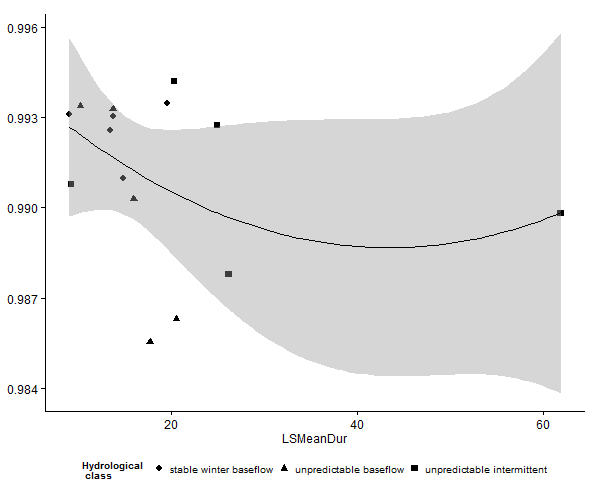 0.996
0.993
0.990
0.987
0.984
20 40 60
LSMeanDur
Hydrological
class
stable winter baseflow unpredictable baseflow unpredictable intermittent